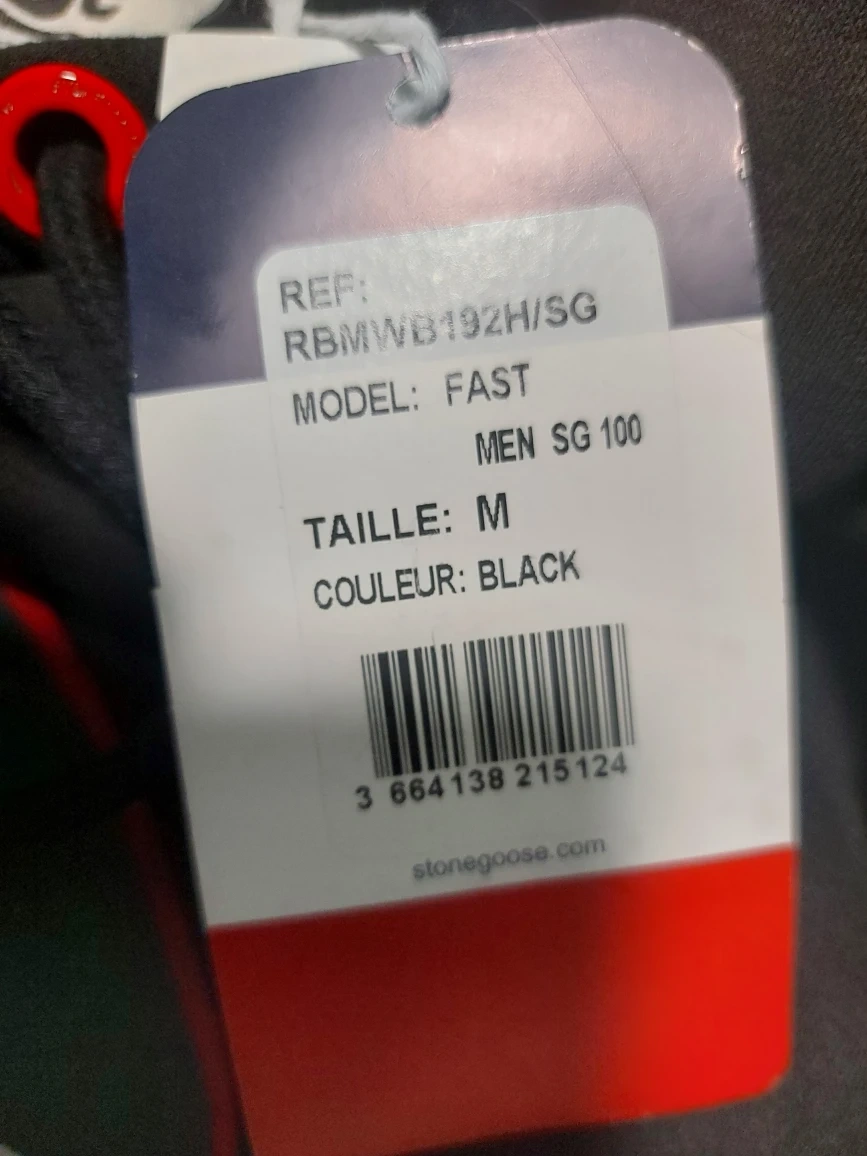 REF:
RBMWB192H/SG
MODEL: FAST
MEN SG 100
TAILLE: M
COULEUR: BLACK
3 664138 215124
stonegoose.com